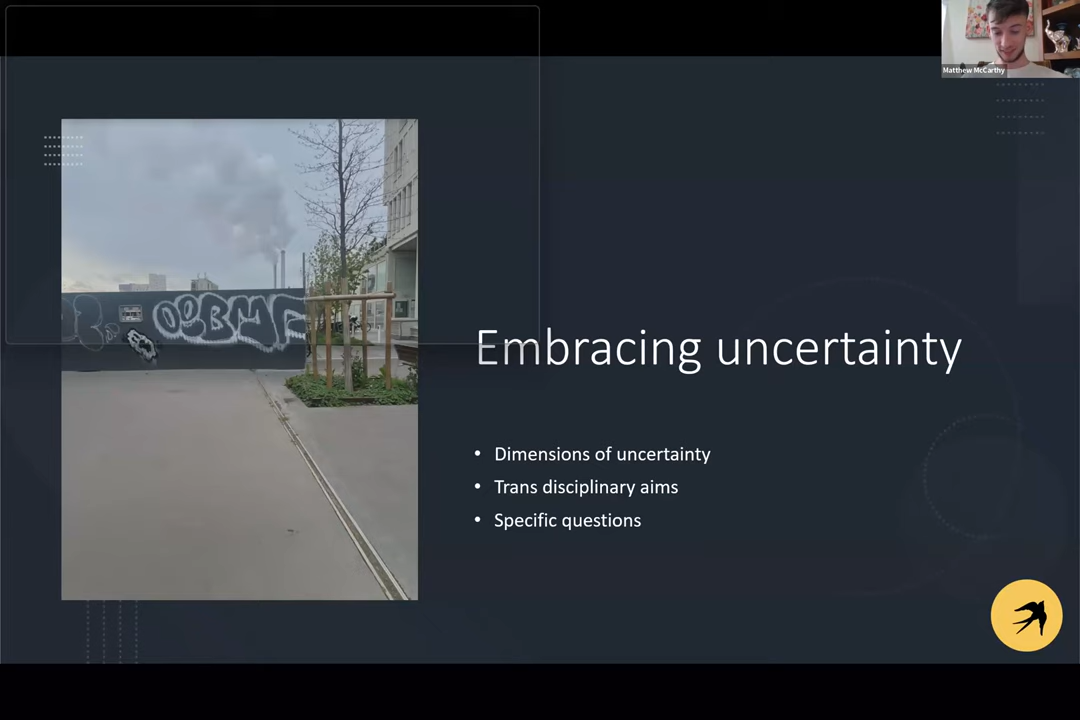 Matthew McCarthy
Embracing uncertainty
• Dimensions of uncertainty
• Trans disciplinary aims
• Specific questions